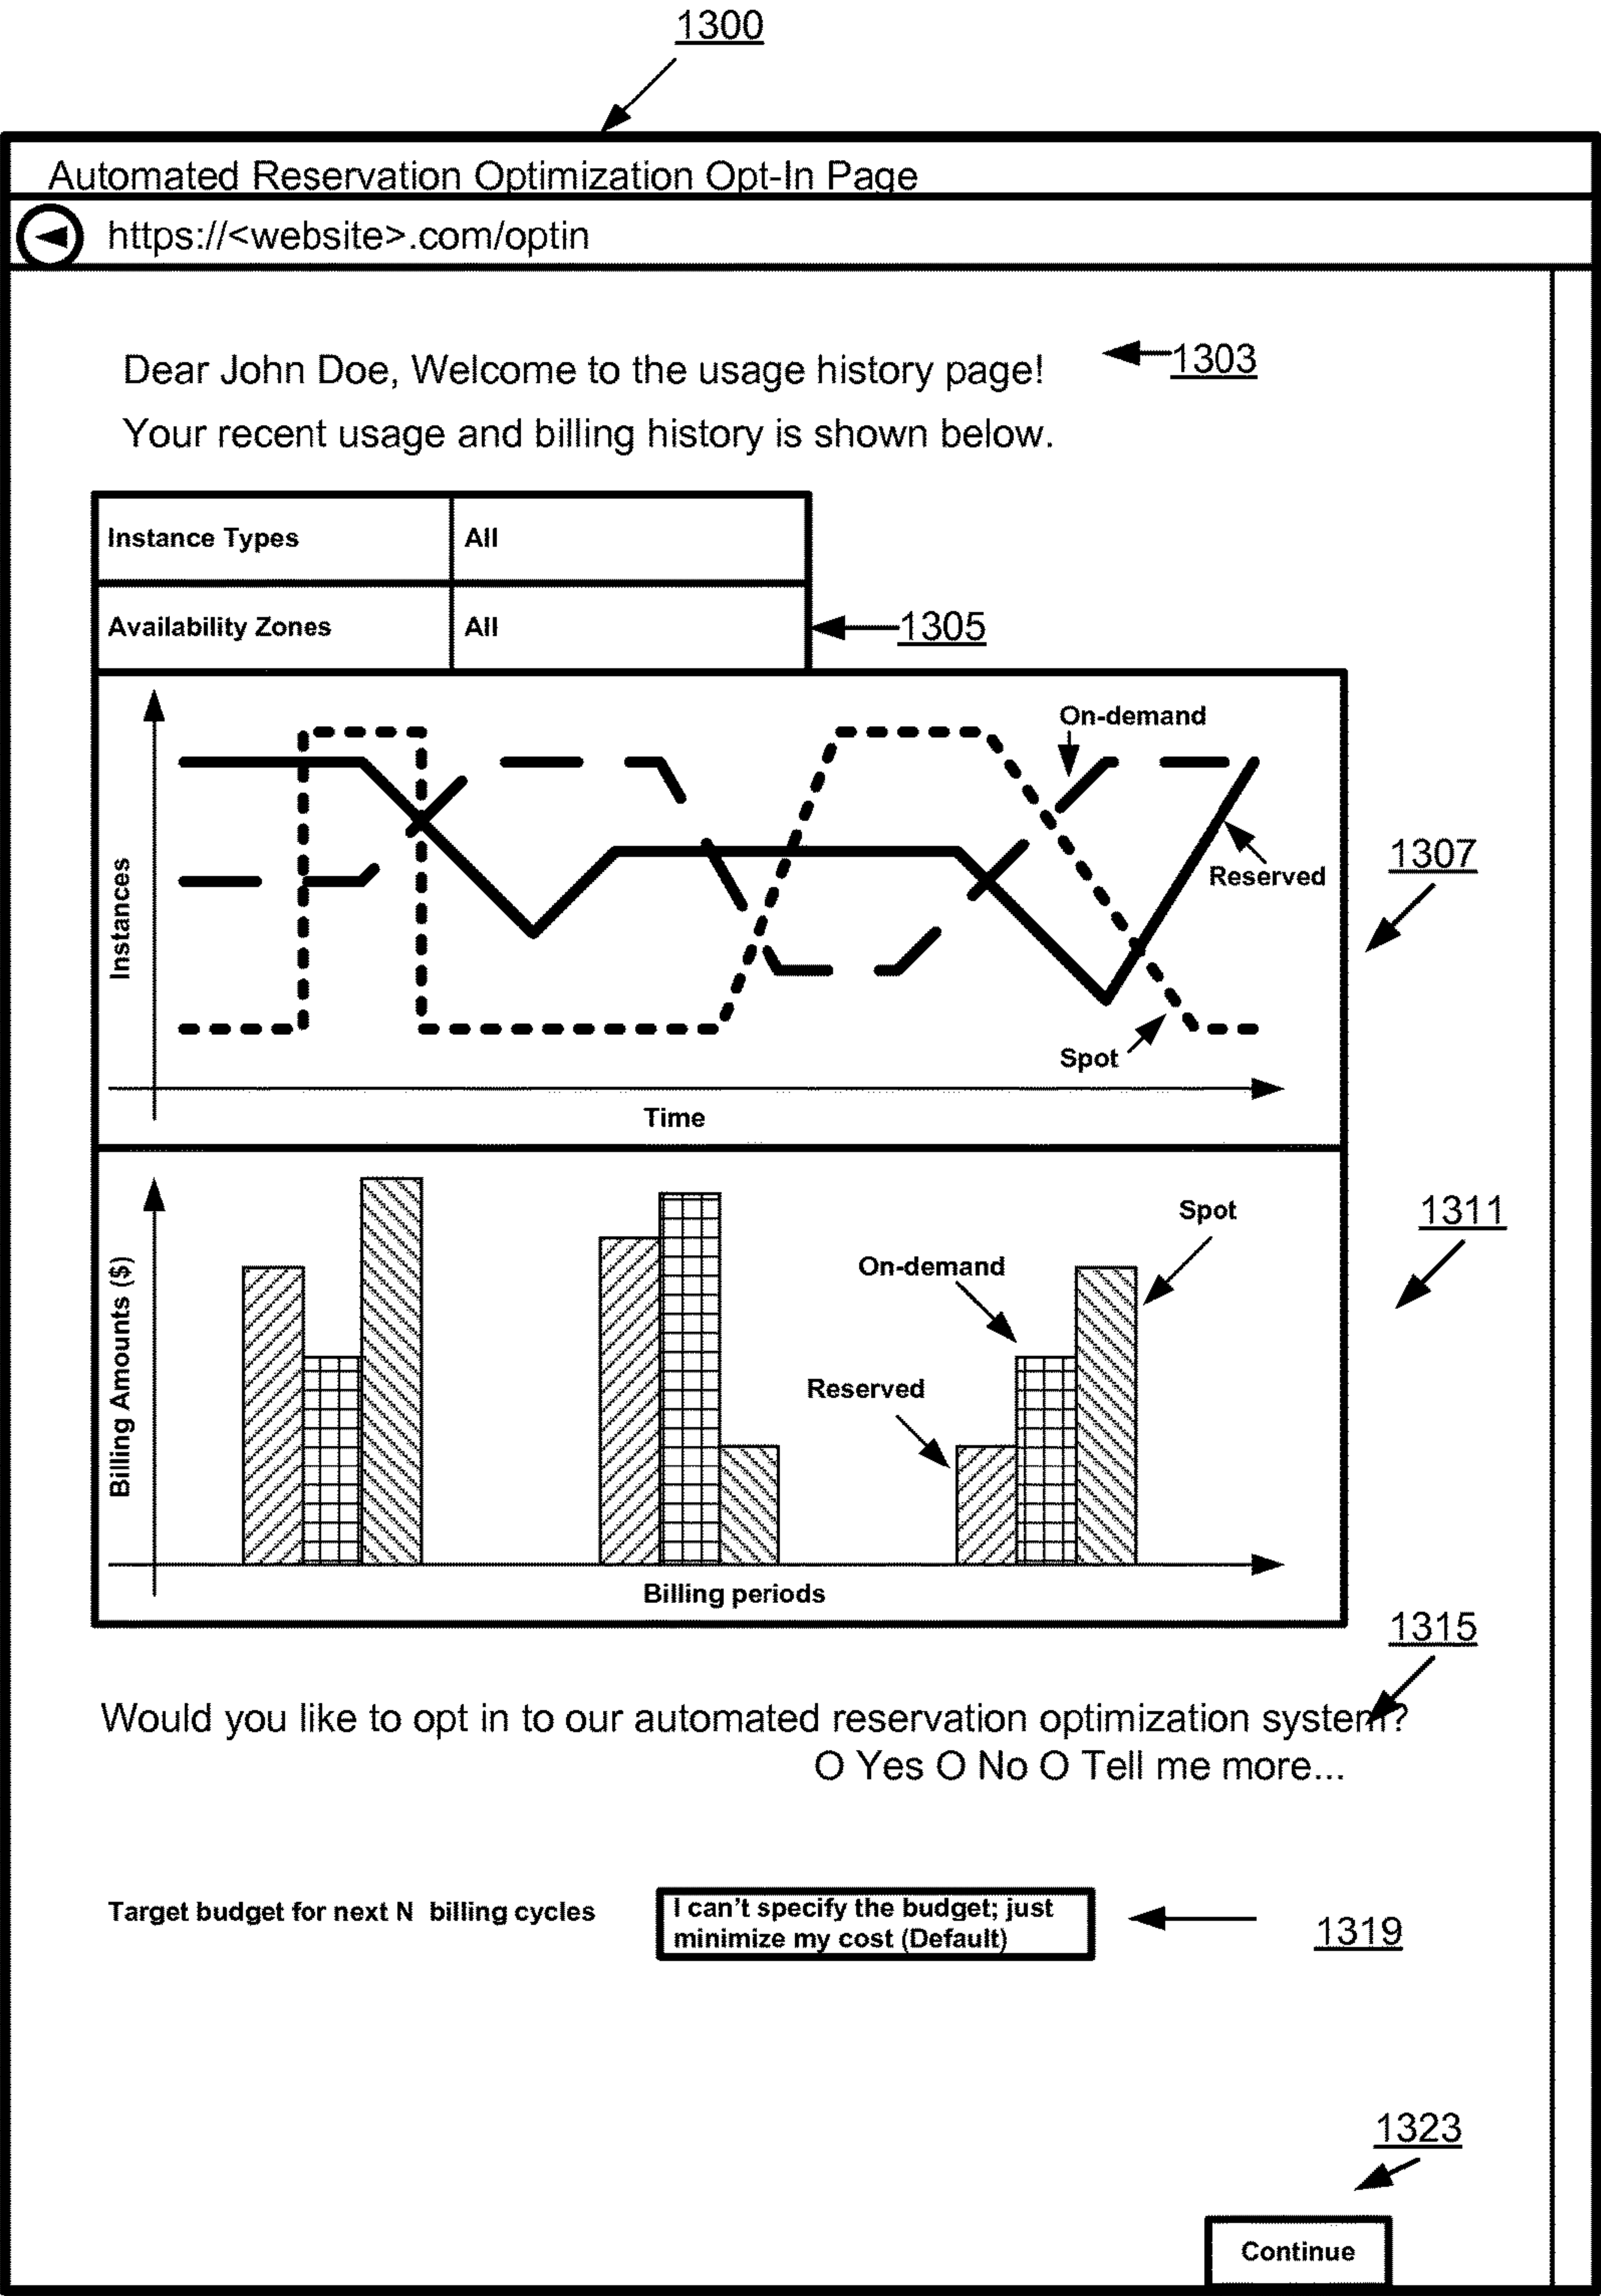 1300
Automated Reservation Optimization Opt-In Page
https://<website>.com/optin
Dear John Doe, Welcome to the usage history page!
1303
Your recent usage and billing history is shown below.
Instance Types All
Availability Zones All
1305
On-demand
Reserved
1307
Instances
Spot
Time
Spot
1311
On-demand
Reserved
Billing Amounts ($)
Billing periods
1315
Would you like to opt in to our automated reservation optimization system?
O Yes O No O Tell me more...
Target budget for next N billing cycles
I can't specify the budget; just
minimize my cost (Default)
1319
1323
Continue